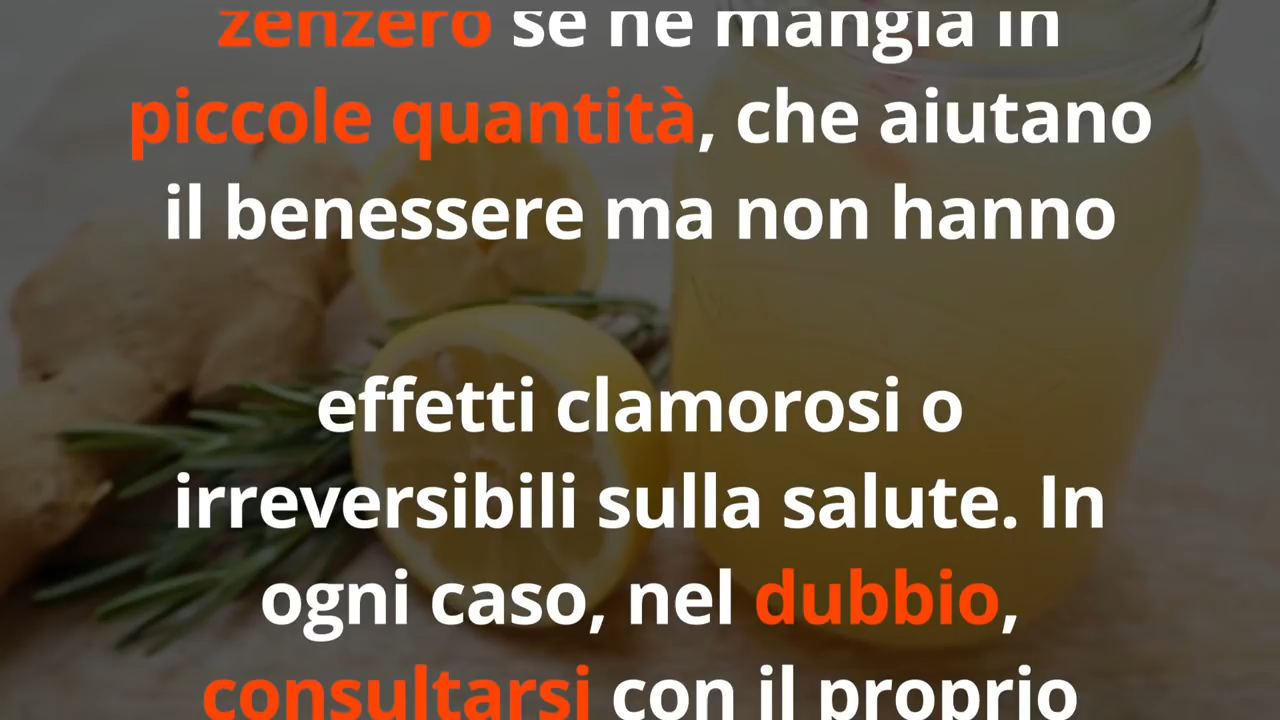 zenzero se ne mangia in
piccole quantità, che aiutano
il benessere ma non hanno
effetti clamorosi o
irreversibili sulla salute. In
ogni caso, nel dubbio,
consultarsi con il proprio